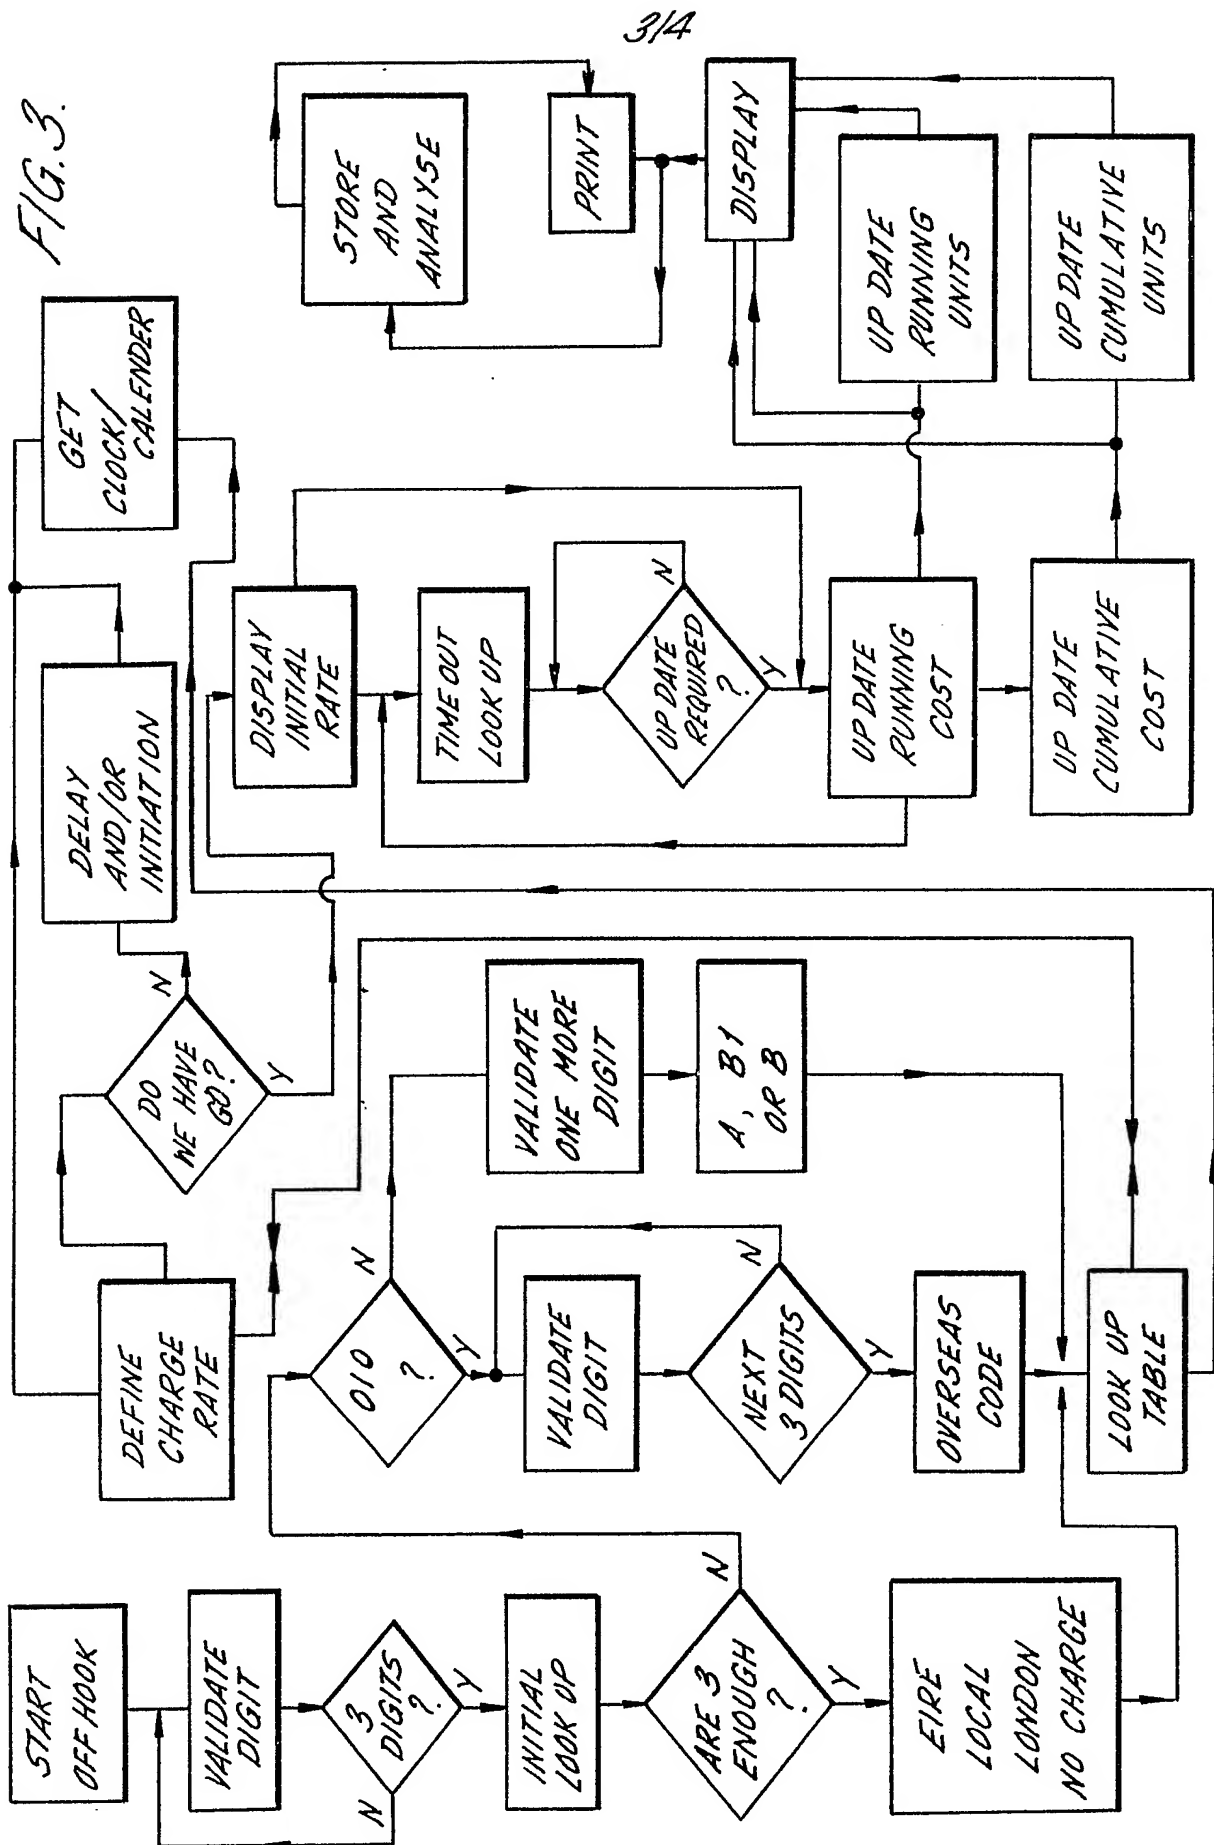 3/4
FIG.3.
START
OFF HOOK
VALIDATE
DIGIT
3
DIGITS
?
N
Y
INITIAL
LOOK UP
ARE 3
ENOUGH
?
N
Y
EIRE
LOCAL
LONDON
NO CHARGE
DEFINE
CHARGE
RATE
010
?
N
Y
VALIDATE
DIGIT
NEXT
3 DIGITS
N
Y
OVERSEAS
CODE
LOOK UP
TABLE
VALIDATE
ONE MORE
DIGIT
A, B1
OR B
DO
WE HAVE
GO?
N
Y
DELAY
AND/OR
INITIATION
GET
CLOCK/
CALENDER
DISPLAY
INITIAL
RATE
TIME OUT
LOOK UP
UP DATE
REQUIRED
?
N
Y
UP DATE
RUNNING
COST
UP DATE
CUMULATIVE
COST
STORE
AND
ANALYSE
PRINT
DISPLAY
UP DATE
RUNNING
UNITS
UP DATE
CUMULATIVE
UNITS